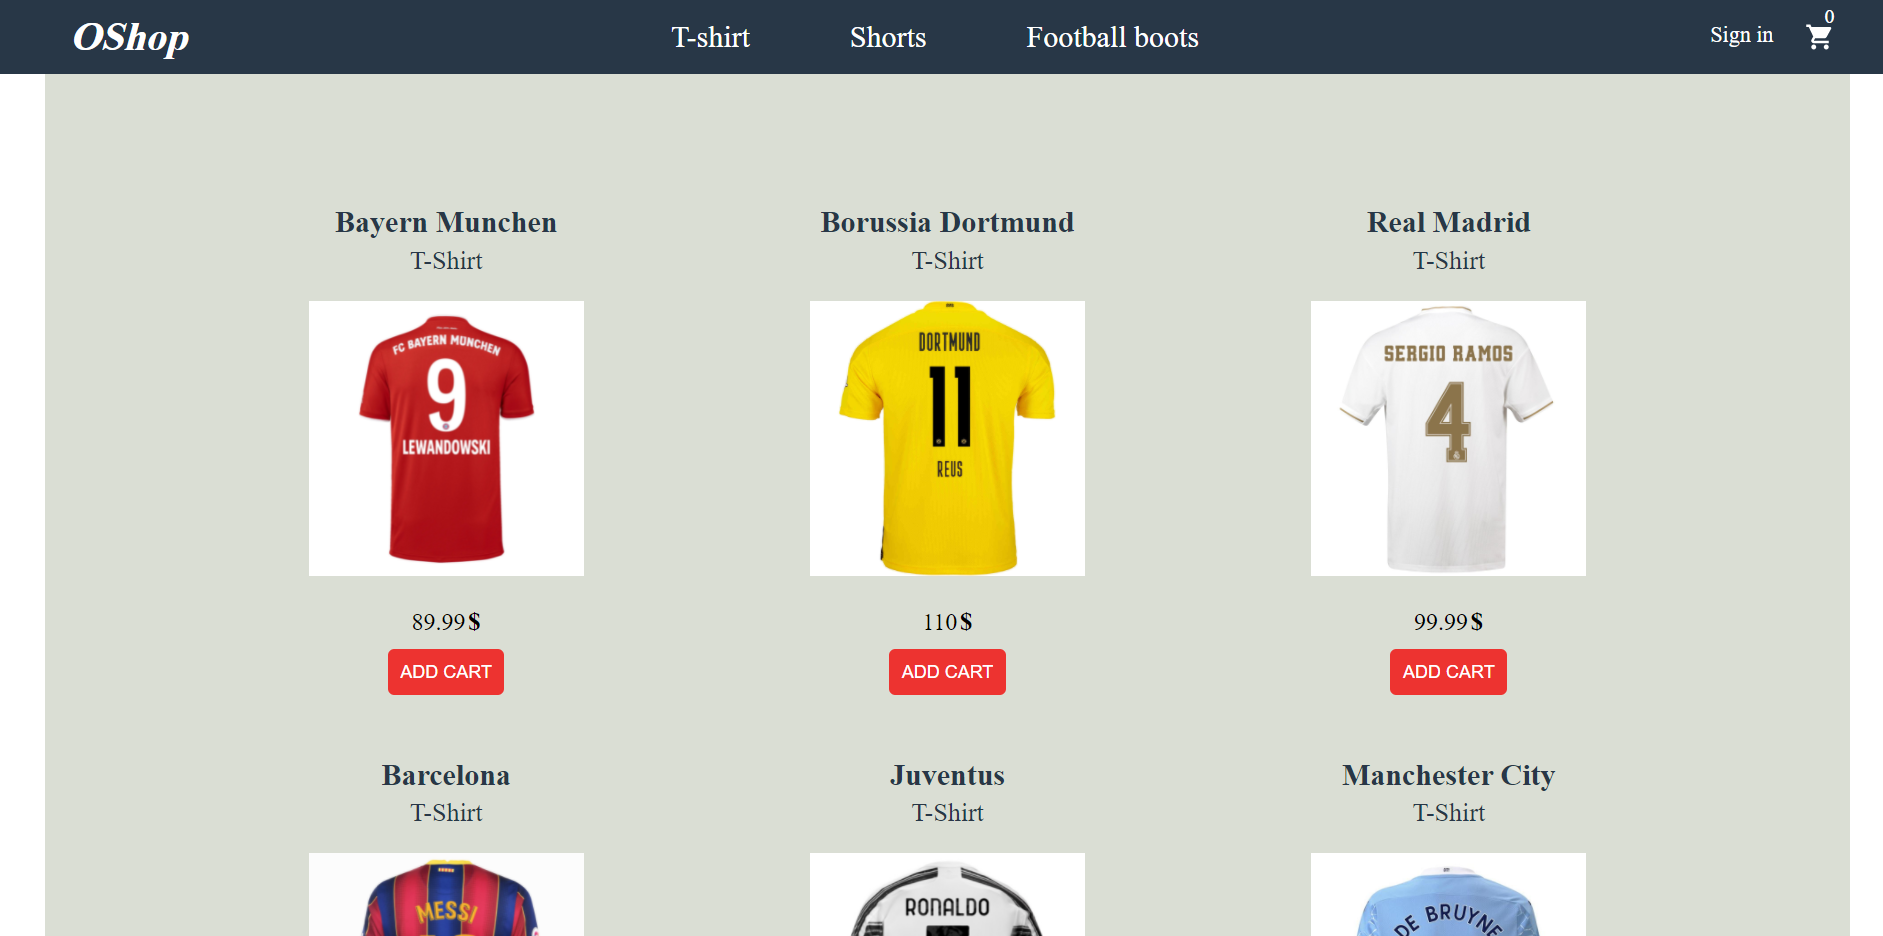 OShop
T-shirt
Shorts
Football boots
Sign in
0
Bayern Munchen
T-Shirt
FC BAYERN MÜNCHEN
9
LEWANDOWSKI
89.99$
ADD CART
Borussia Dortmund
T-Shirt
DORTMUND
11
REUS
110$
ADD CART
Real Madrid
T-Shirt
SERGIO RAMOS
4
99.99$
ADD CART
Barcelona
T-Shirt
MESSI
Juventus
T-Shirt
RONALDO
Manchester City
T-Shirt
DE BRUYNE